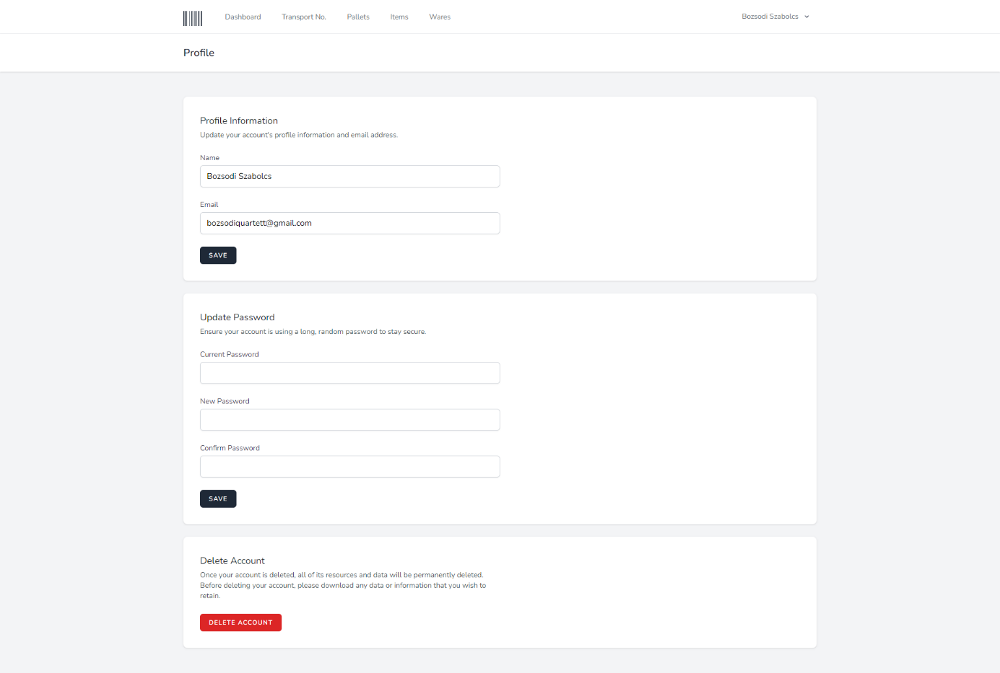 Dashboard Transport No. Pallets Items Wares Bozsodi Szabolcs
Profile
Profile Information
Update your account's profile information and email address.
Name
Bozsodi Szabolcs
Email
bozsodiquartett@gmail.com
SAVE
Update Password
Ensure your account is using a long, random password to stay secure.
Current Password
New Password
Confirm Password
SAVE
Delete Account
Once your account is deleted, all of its resources and data will be permanently deleted.
Before deleting your account, please download any data or information that you wish to
retain.
DELETE ACCOUNT